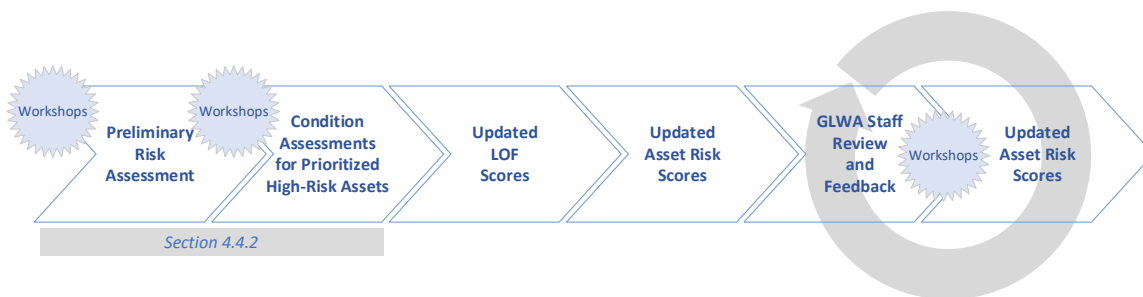 Workshops
Preliminary
Risk
Assessment
Workshops
Condition
Assessments
for Prioritized
High-Risk Assets
Updated
LOF
Scores
Updated
Asset Risk
Scores
GLWA Staff
Review
and
Feedback
Workshops
Updated
Asset Risk
Scores
Section 4.4.2